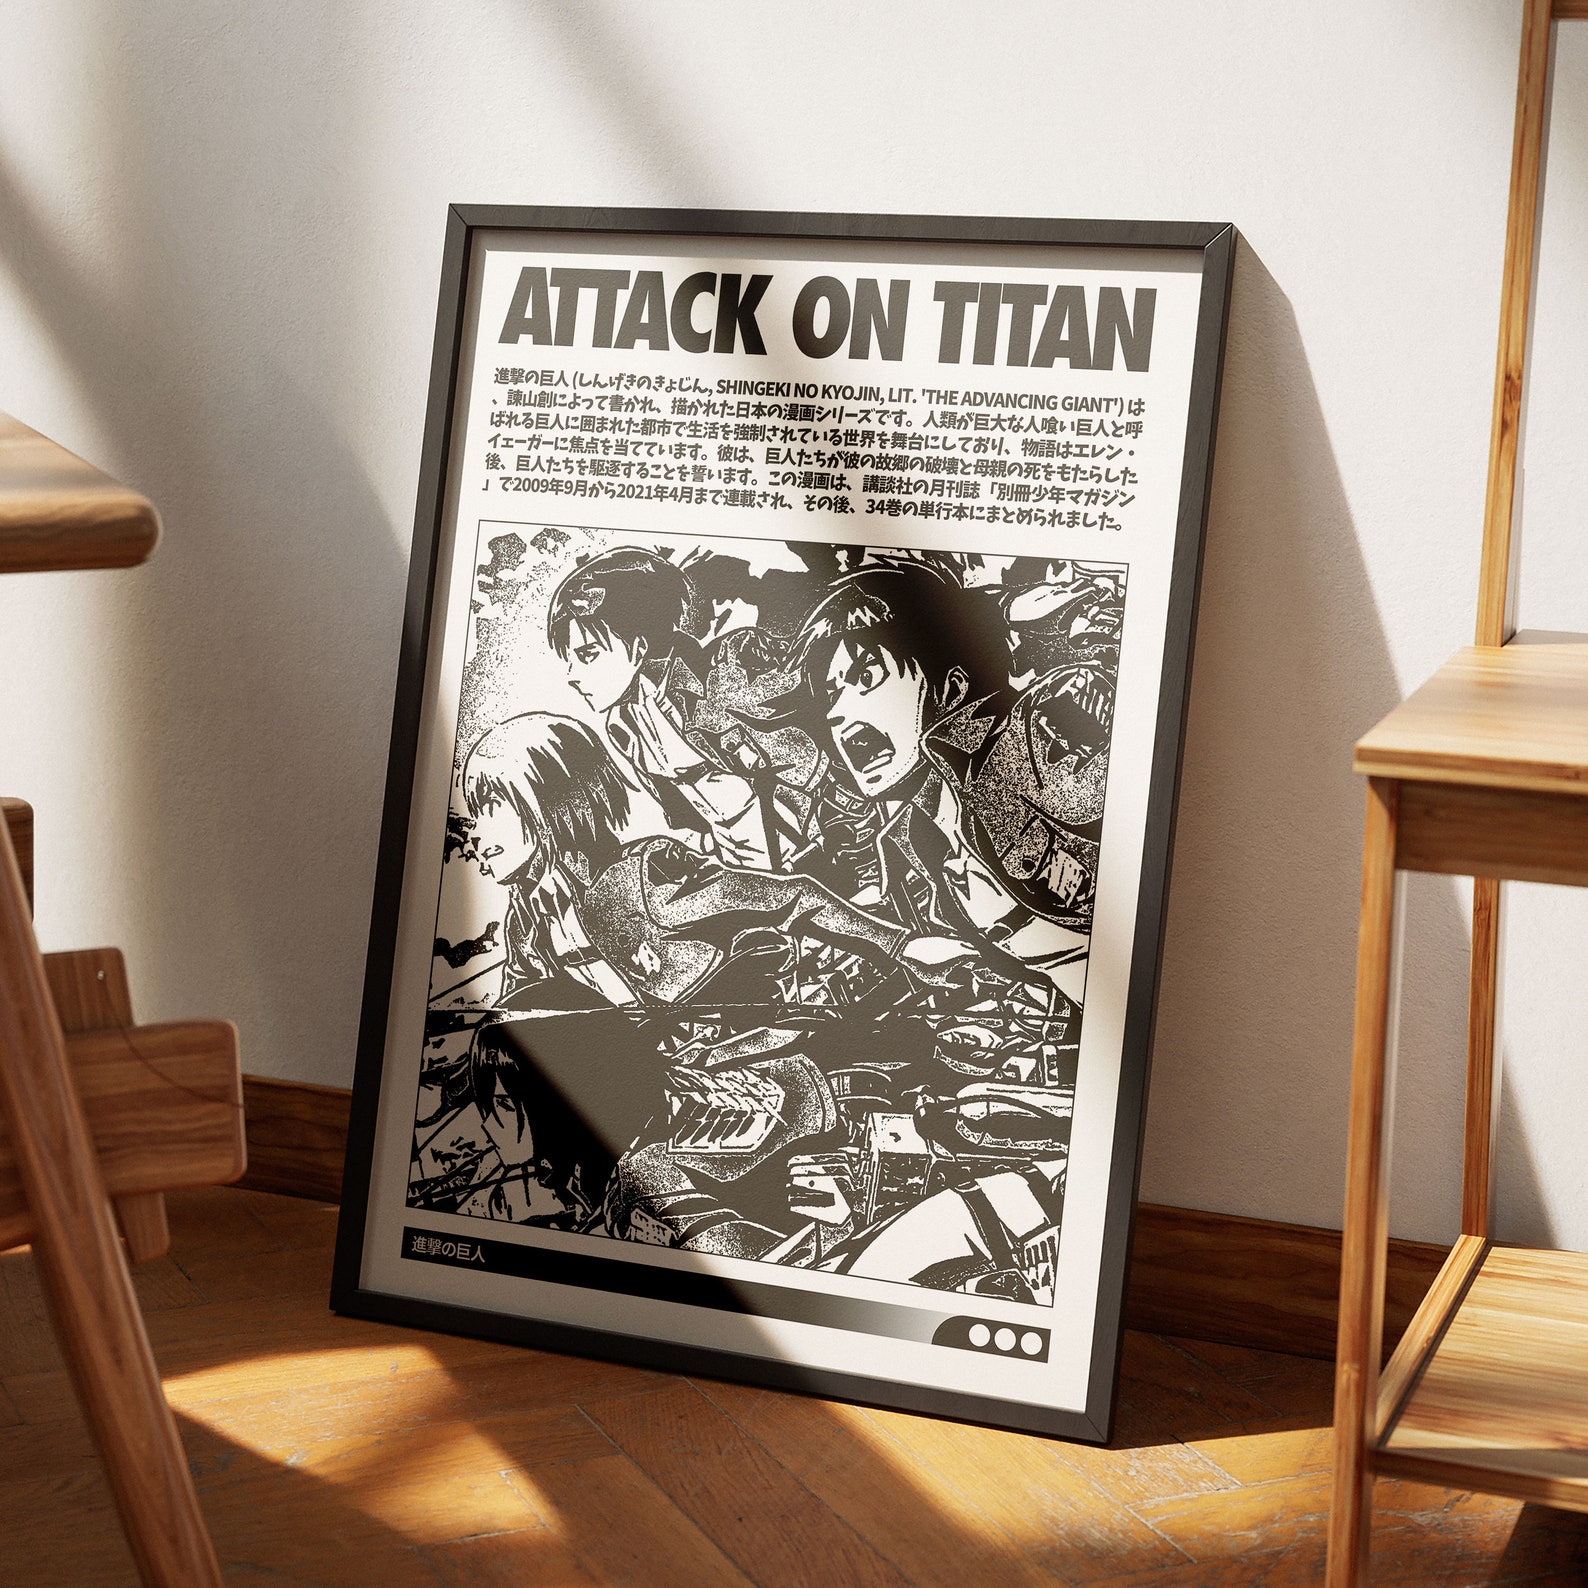 ATTACK ON TITAN
進撃の巨人 (しんげきのきょじん, SHINGEKI NO KYOJIN, LIT. 'THE ADVANCING GIANT') は
、諫山創によって書かれ、描かれた日本の漫画シリーズです。人類が巨大な人喰い巨人と呼
ばれる巨人に囲まれた都市で生活を強制されている世界を舞台にしており、物語はエレン・
イェーガーに焦点を当てています。彼は、巨人たちが彼の故郷の破壊と母親の死をもたらした
後、巨人たちを駆逐することを誓います。この漫画は、講談社の月刊誌「別冊少年マガジン
」で2009年9月から2021年4月まで連載され、その後、34巻の単行本にまとめられました。
進撃の巨人